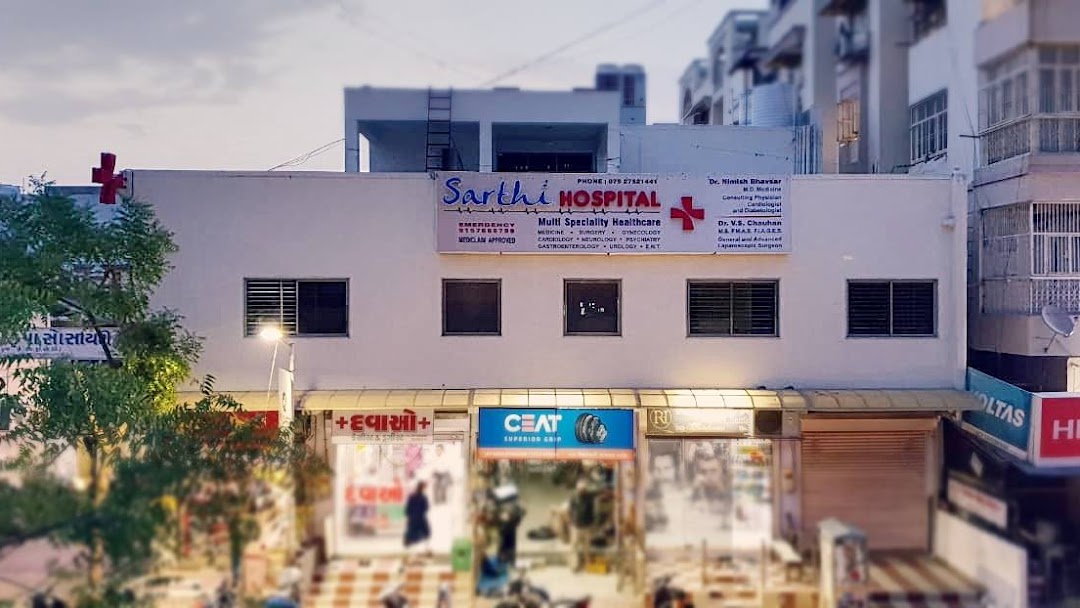 Sarthi HOSPITAL
PHONE : 079 27521441
EMERGENCY
9157666798
MEDICLAIM APPROVED
Multi Speciality Healthcare
MEDICINE • SURGERY • GYNECOLOGY
CARDIOLOGY • NEUROLOGY • PSYCHIATRY
GASTROENTEROLOGY • UROLOGY • E.N.T.
Dr. Nimish Bhavsar
M.D. Medicine
Consulting Physician
Cardiologist
and Diabetologist
Dr. V.S. Chauhan
General and Advanced
Laparoscopic Surgeon
+દવાઓ+
CEAT
SUPERIOR GRIP
દવાઓ
VOLTAS